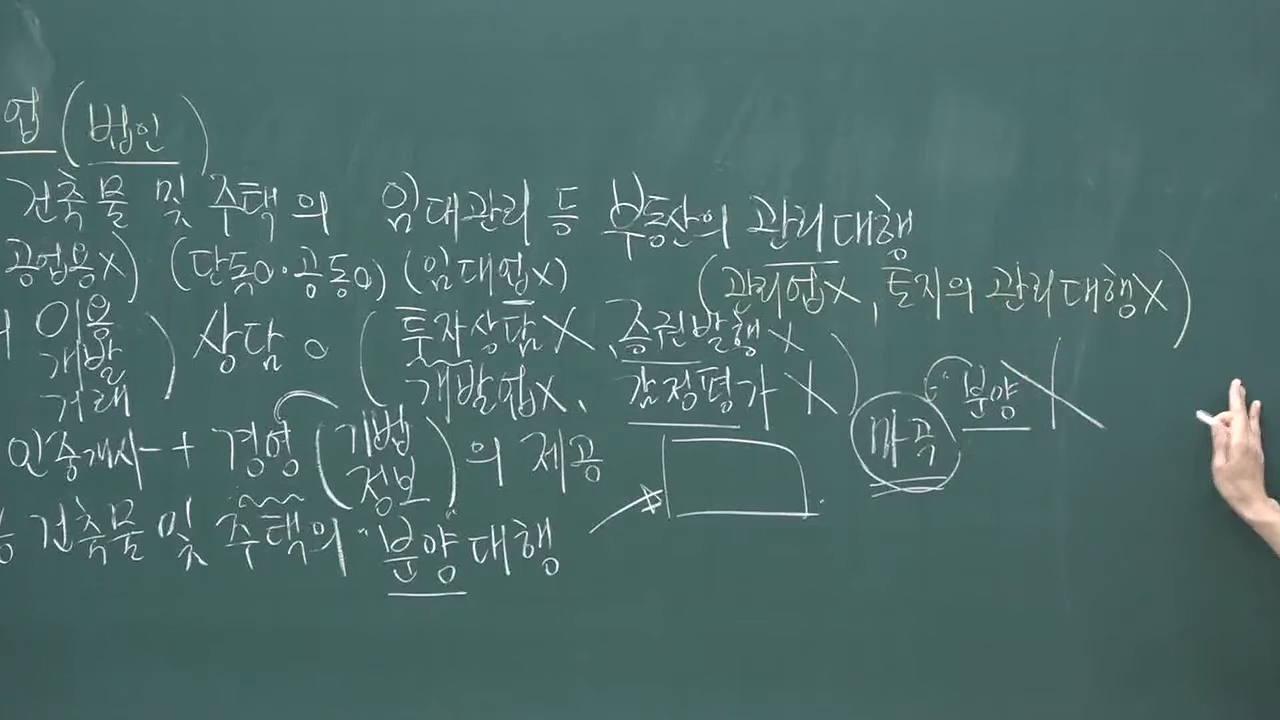 업 (법인)
건축물 및 주택의 임대관리 등 부동산의 관리대행
공업용X) (단독O·공동O) (임대업X) (관리업X, 토지의 관리대행X)
이용
개발
거래 ) 상담 O (투자상담X, 증권발행X
개발업X, 감정평가X)
마곡 "분양
인중개사 + 경영 (기법
정보) 의 제공
건축물 및 주택의 "분양대행